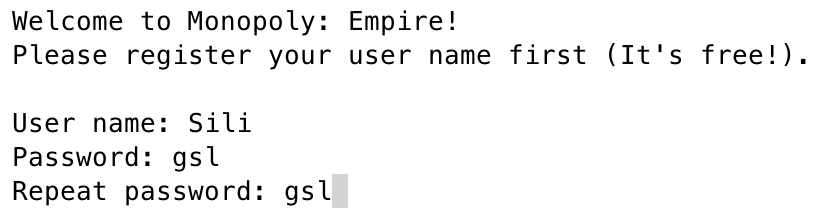 Welcome to Monopoly: Empire!
Please register your user name first (It's free!).
User name: Sili
Password: gsl
Repeat password: gsl